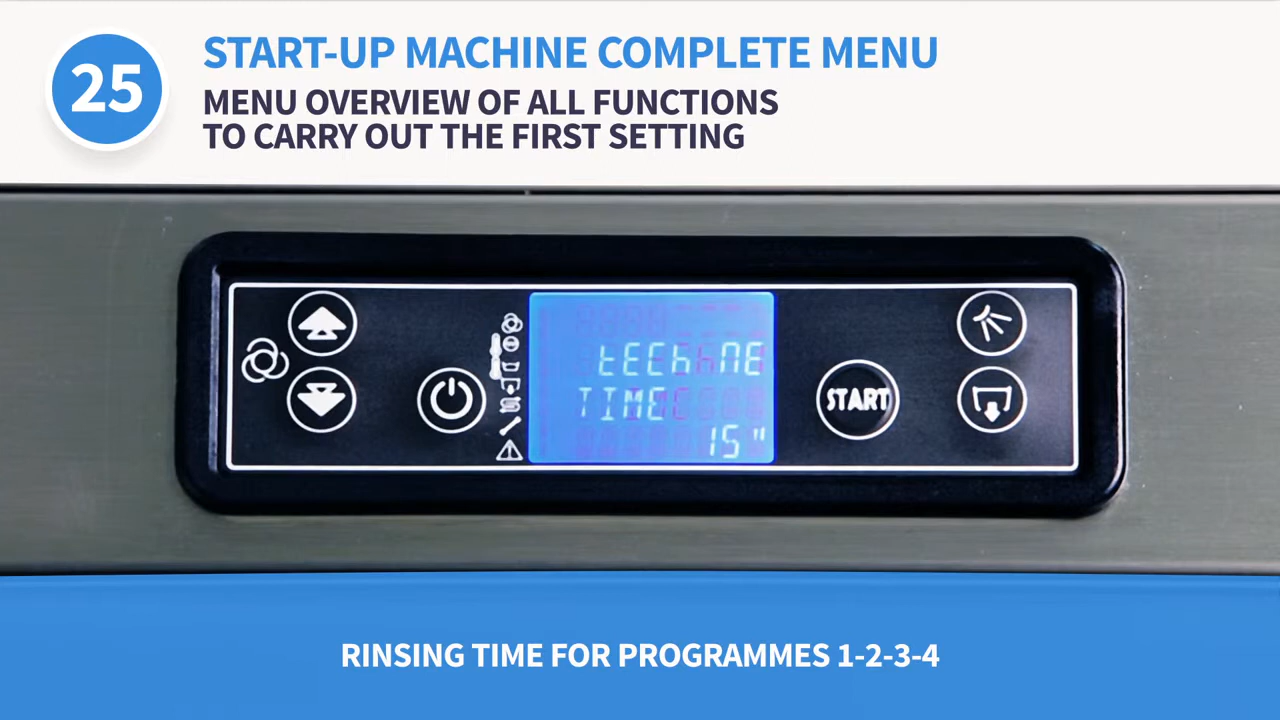 25
START-UP MACHINE COMPLETE MENU
MENU OVERVIEW OF ALL FUNCTIONS
TO CARRY OUT THE FIRST SETTING
TIME
15"
START
RINSING TIME FOR PROGRAMMES 1-2-3-4